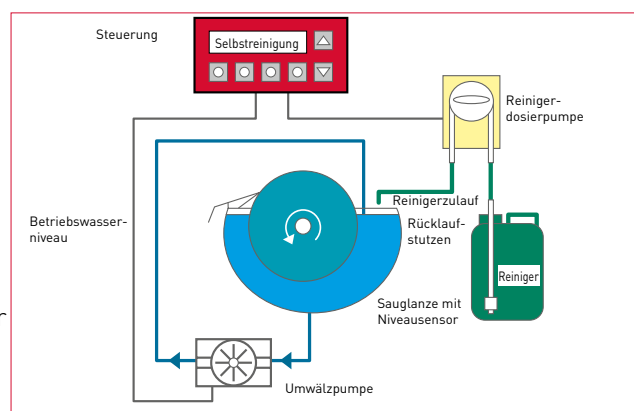 Steuerung
Selbstreinigung
Reiniger-
dosierpumpe
Reinigerzulauf
Betriebswasser-
niveau
Rücklauf-
stutzen
Reiniger
Sauglanze mit
Niveausensor
Umwälzpumpe